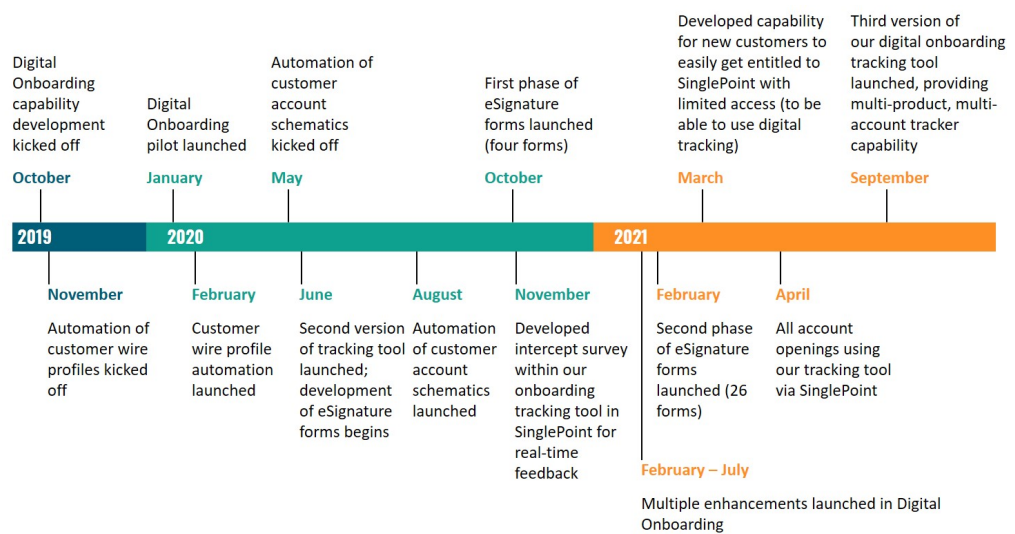 Digital
Onboarding
capability
development
kicked off
October
Digital
Onboarding
pilot launched
January
Automation of
customer
account
schematics
kicked off
May
First phase of
eSignature
forms launched
(four forms)
October
Developed capability
for new customers to
easily get entitled to
SinglePoint with
limited access (to be
able to use digital
tracking)
March
Third version of
our digital onboarding
tracking tool
launched, providing
multi-product, multi-
account tracker
capability
September
2019
2020
2021
November
Automation of
customer wire
profiles kicked
off
February
Customer
wire profile
automation
launched
June
Second version
of tracking tool
launched;
development
of eSignature
forms begins
August
Automation
of customer
account
schematics
launched
November
Developed
intercept survey
within our
onboarding
tracking tool in
SinglePoint for
real-time
feedback
February
Second phase
of eSignature
forms
launched (26
forms)
April
All account
openings using
our tracking tool
via SinglePoint
February – July
Multiple enhancements launched in Digital
Onboarding